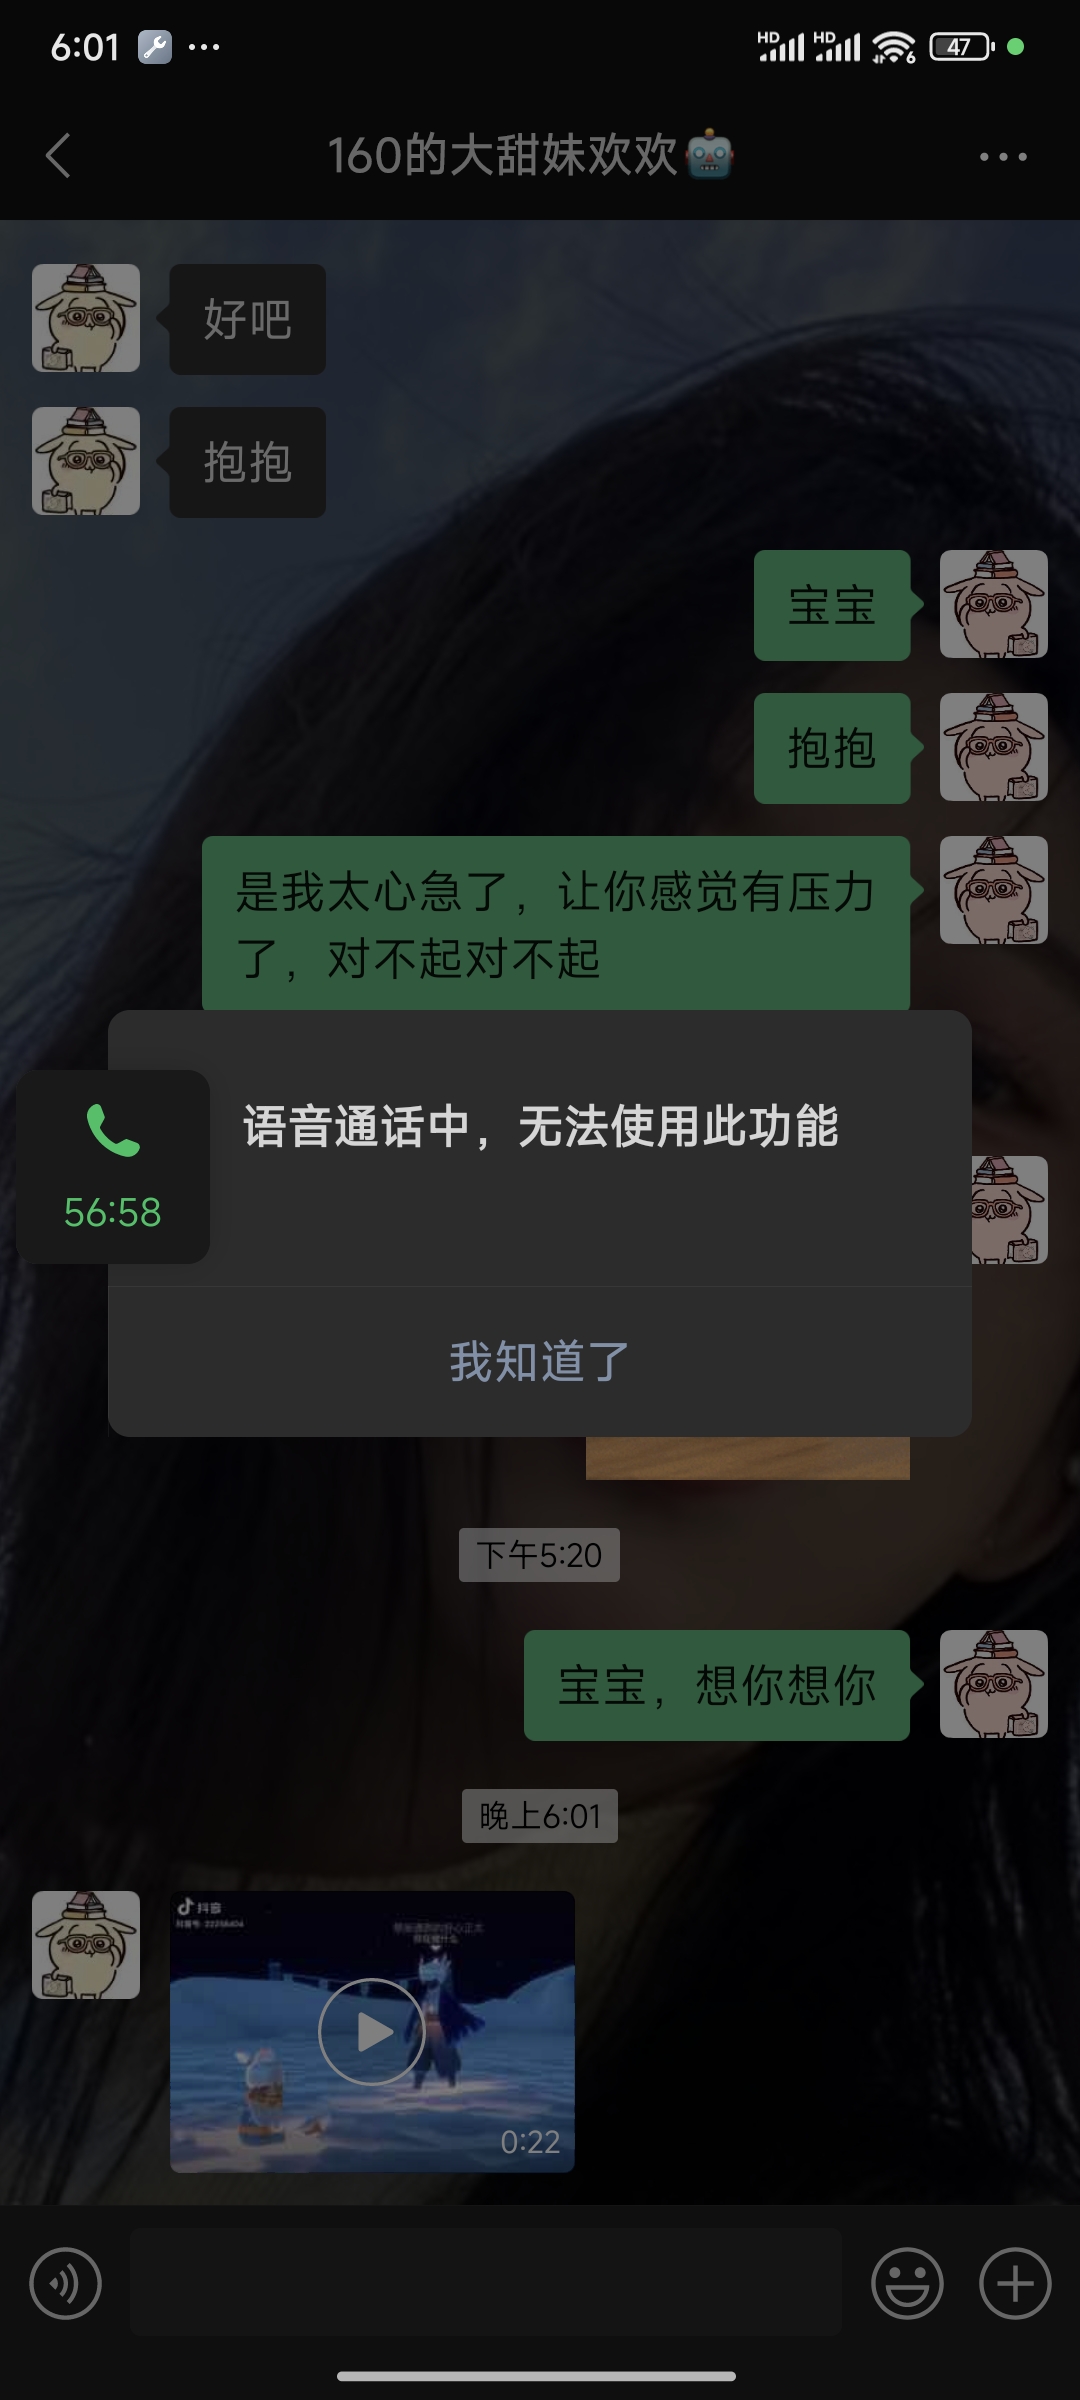 6:01
HD HD 6 47
160的大甜妹欢欢
好吧
抱抱
宝宝
抱抱
是我太心急了，让你感觉有压力
了，对不起对不起
语音通话中，无法使用此功能
56:58
我知道了
下午5:20
宝宝，想你想你
晚上6:01
抖音
0:22